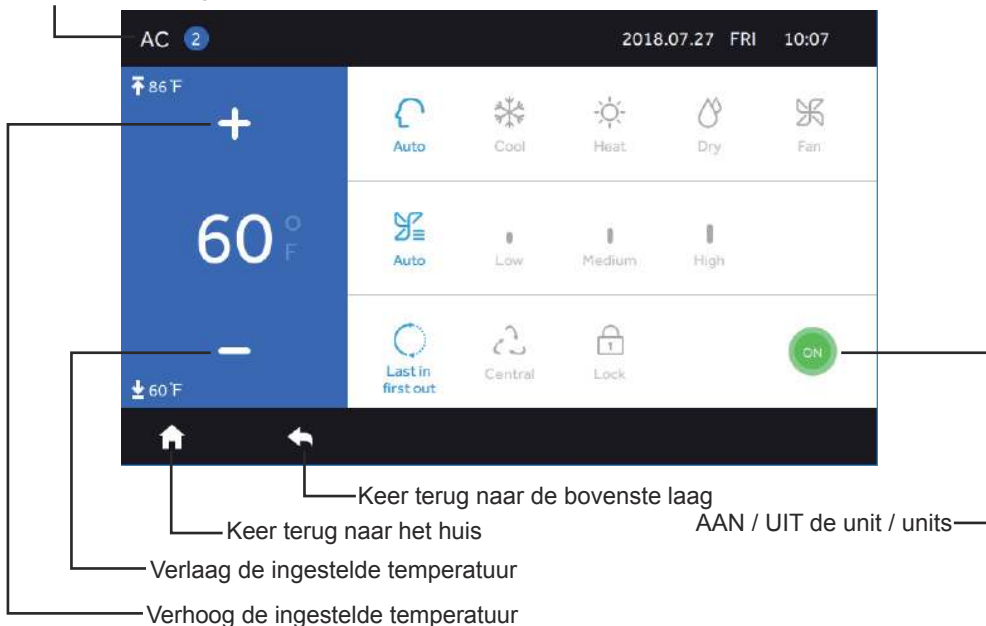 AC 2 2018.07.27 FRI 10:07
86℉
+
Auto Cool Heat Dry Fan
60 °F
Auto Low Medium High
−
Last in
first out
Central Lock ON
60℉
Keer terug naar de bovenste laag
Keer terug naar het huis
AAN / UIT de unit / units
Verlaag de ingestelde temperatuur
Verhoog de ingestelde temperatuur